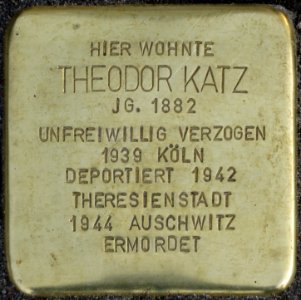 HIER WOHNTE
THEODOR KATZ
JG. 1882
UNFREIWILLIG VERZOGEN
1939 KÖLN
DEPORTIERT 1942
THERESIENSTADT
1944 AUSCHWITZ
ERMORDET